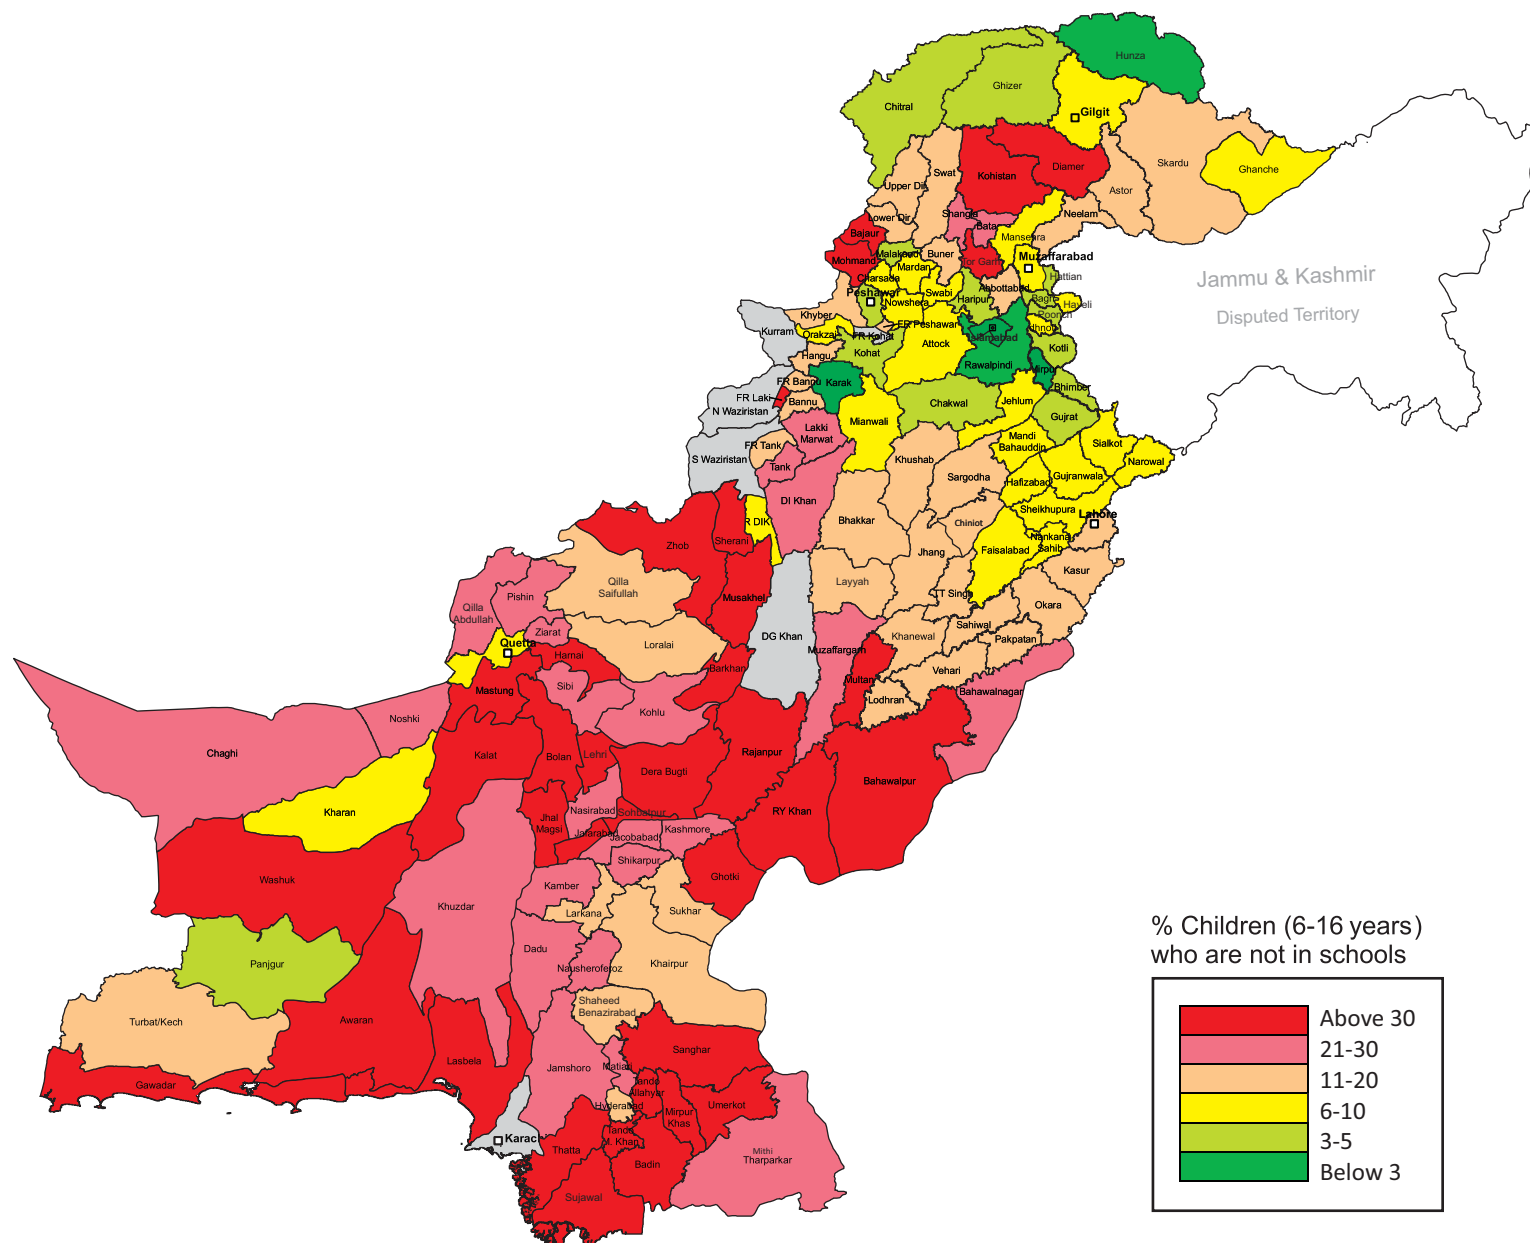 Hunza
Ghizer
Chitral
Gilgit
Skardu
Ghanche
Diamer
Kohistan
Swat
Upper Dir
Astor
Neelam
Shangla
Lower Dir
Bajaur
Mansehra
Mohmand
Malakand
Buner
Tor Garh
Muzaffarabad
Mardan
Hattian
Charsada
Abbottabad
Peshawar
Swabi
Haripur
Bagh
Haveli
Nowshera
Poonch
Khyber
FR Peshawar
Kurram
Orakzai
FR Kohat
Islamabad
Attock
Kohat
Kotli
Hangu
Rawalpindi
FR Bannu
Karak
Bhimber
FR Laki
Bannu
Jehlum
Chakwal
N Waziristan
Gujrat
Mianwali
Lakki
Marwat
Mandi
Bahauddin
Sialkot
FR Tank
S Waziristan
Khushab
Narowal
Tank
Sargodha
Gujranwala
Hafizabad
DI Khan
Sheikhupura
Lahore
Bhakkar
R DIK
Chiniot
Nankana
Sahib
Sherani
Zhob
Jhang
Faisalabad
Kasur
Qilla
Saifullah
Layyah
TT Singh
Musakhel
Pishin
Okara
Qilla
Abdullah
Sahiwal
Ziarat
DG Khan
Khanewal
Pakpatan
Quetta
Loralai
Muzaffargarh
Harnai
Barkhan
Vehari
Multan
Sibi
Mastung
Bahawalnagar
Lodhran
Kohlu
Noshki
Chaghi
Kalat
Bolan
Lehri
Rajanpur
Dera Bugti
Bahawalpur
Kharan
Nasirabad
Sohbatpur
RY Khan
Jhal
Magsi
Jafarabad
Jacobabad
Kashmore
Shikarpur
Washuk
Kamber
Ghotki
Khuzdar
Larkana
Sukhar
Dadu
Panjgur
Nausheroferoz
Khairpur
Shaheed
Benazirabad
Turbat/Kech
Awaran
Lasbela
Sanghar
Jamshoro
Matiari
Gawadar
Tando
Allahyar
Hyderabad
Mirpur
Khas
Umerkot
Karac
Tando
M. Khan
Thatta
Badin
Mithi
Tharparkar
Sujawal
Jammu & Kashmir
Disputed Territory
% Children (6-16 years)
who are not in schools
Above 30
21-30
11-20
6-10
3-5
Below 3